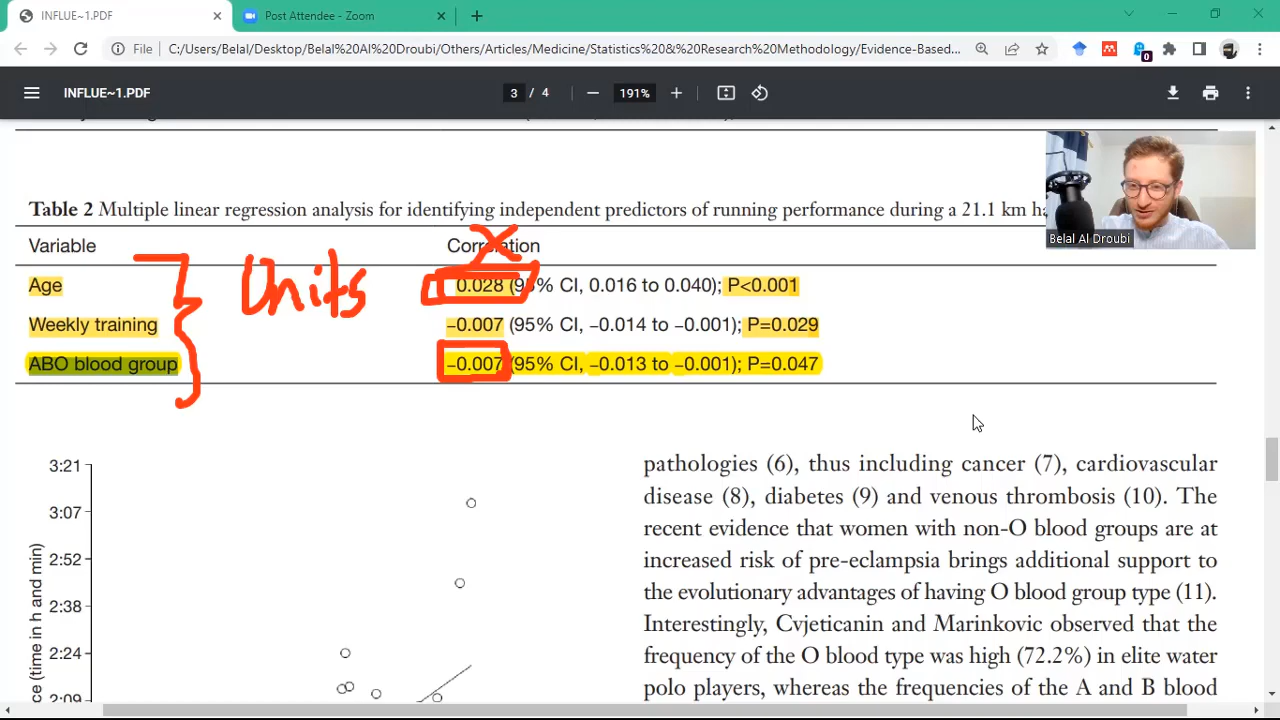 INFLUE~1.PDF
Post Attendee - Zoom
File
C:/Users/Belal/Desktop/Belal%20Al%20Droubi/Others/Articles/Medicine/Statistics%20&%20Research%20Methodology/Evidence-Based...
0
INFLUE~1.PDF
3 / 4
191%
Table 2 Multiple linear regression analysis for identifying independent predictors of running performance during a 21.1 km
Belal Al Droubi
Variable
Correlation
X
Age
0.028 (95% CI, 0.016 to 0.040); P<0.001
Units
Weekly training
−0.007 (95% CI, −0.014 to −0.001); P=0.029
ABO blood group
−0.007 (95% CI, −0.013 to −0.001); P=0.047
3:21
3:07
2:52
2:38
2:24
2:09
(time in h and min)
pathologies (6), thus including cancer (7), cardiovascular
disease (8), diabetes (9) and venous thrombosis (10). The
recent evidence that women with non-O blood groups are at
increased risk of pre-eclampsia brings additional support to
the evolutionary advantages of having O blood group type (11).
Interestingly, Cvjeticanin and Marinkovic observed that the
frequency of the O blood type was high (72.2%) in elite water
polo players, whereas the frequencies of the A and B blood